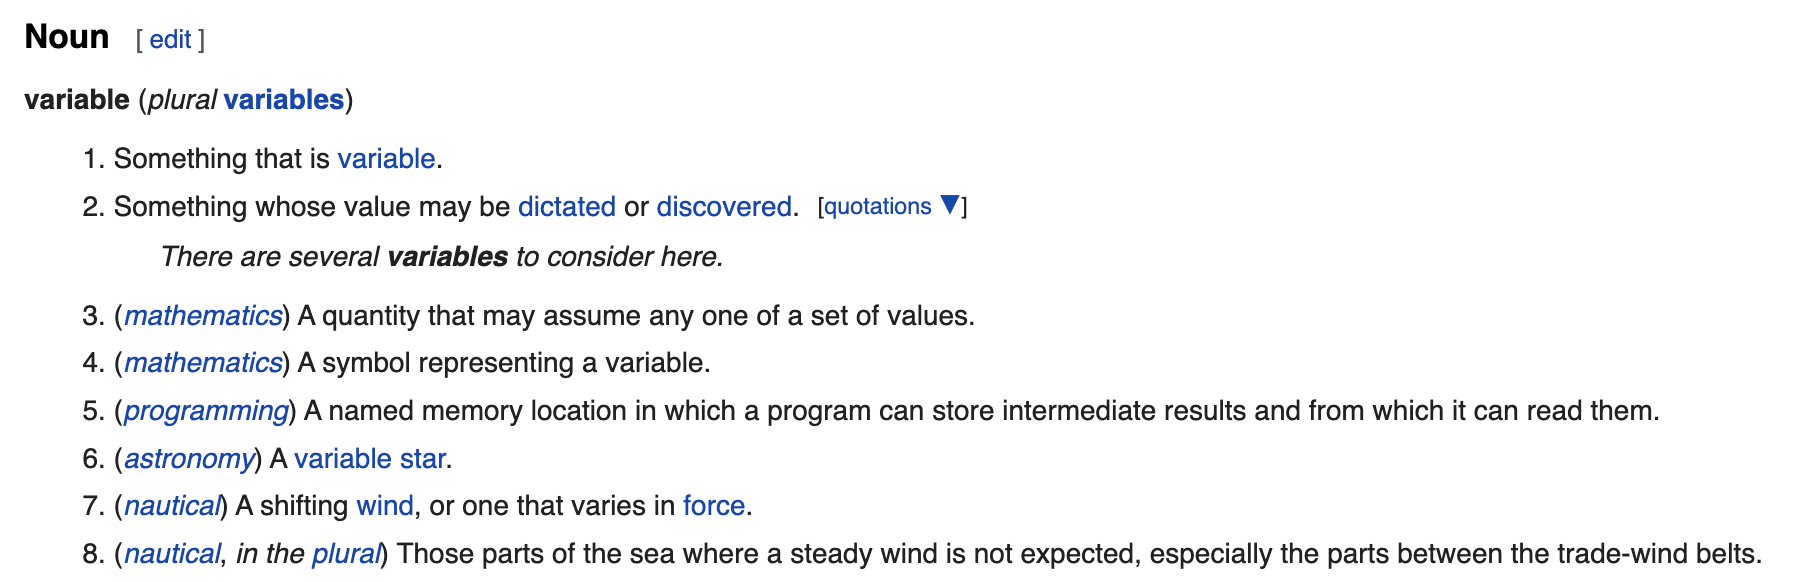 Noun [ edit ]
variable (plural variables)
1. Something that is variable.
2. Something whose value may be dictated or discovered. [quotations ▼]
There are several variables to consider here.
3. (mathematics) A quantity that may assume any one of a set of values.
4. (mathematics) A symbol representing a variable.
5. (programming) A named memory location in which a program can store intermediate results and from which it can read them.
6. (astronomy) A variable star.
7. (nautical) A shifting wind, or one that varies in force.
8. (nautical, in the plural) Those parts of the sea where a steady wind is not expected, especially the parts between the trade-wind belts.